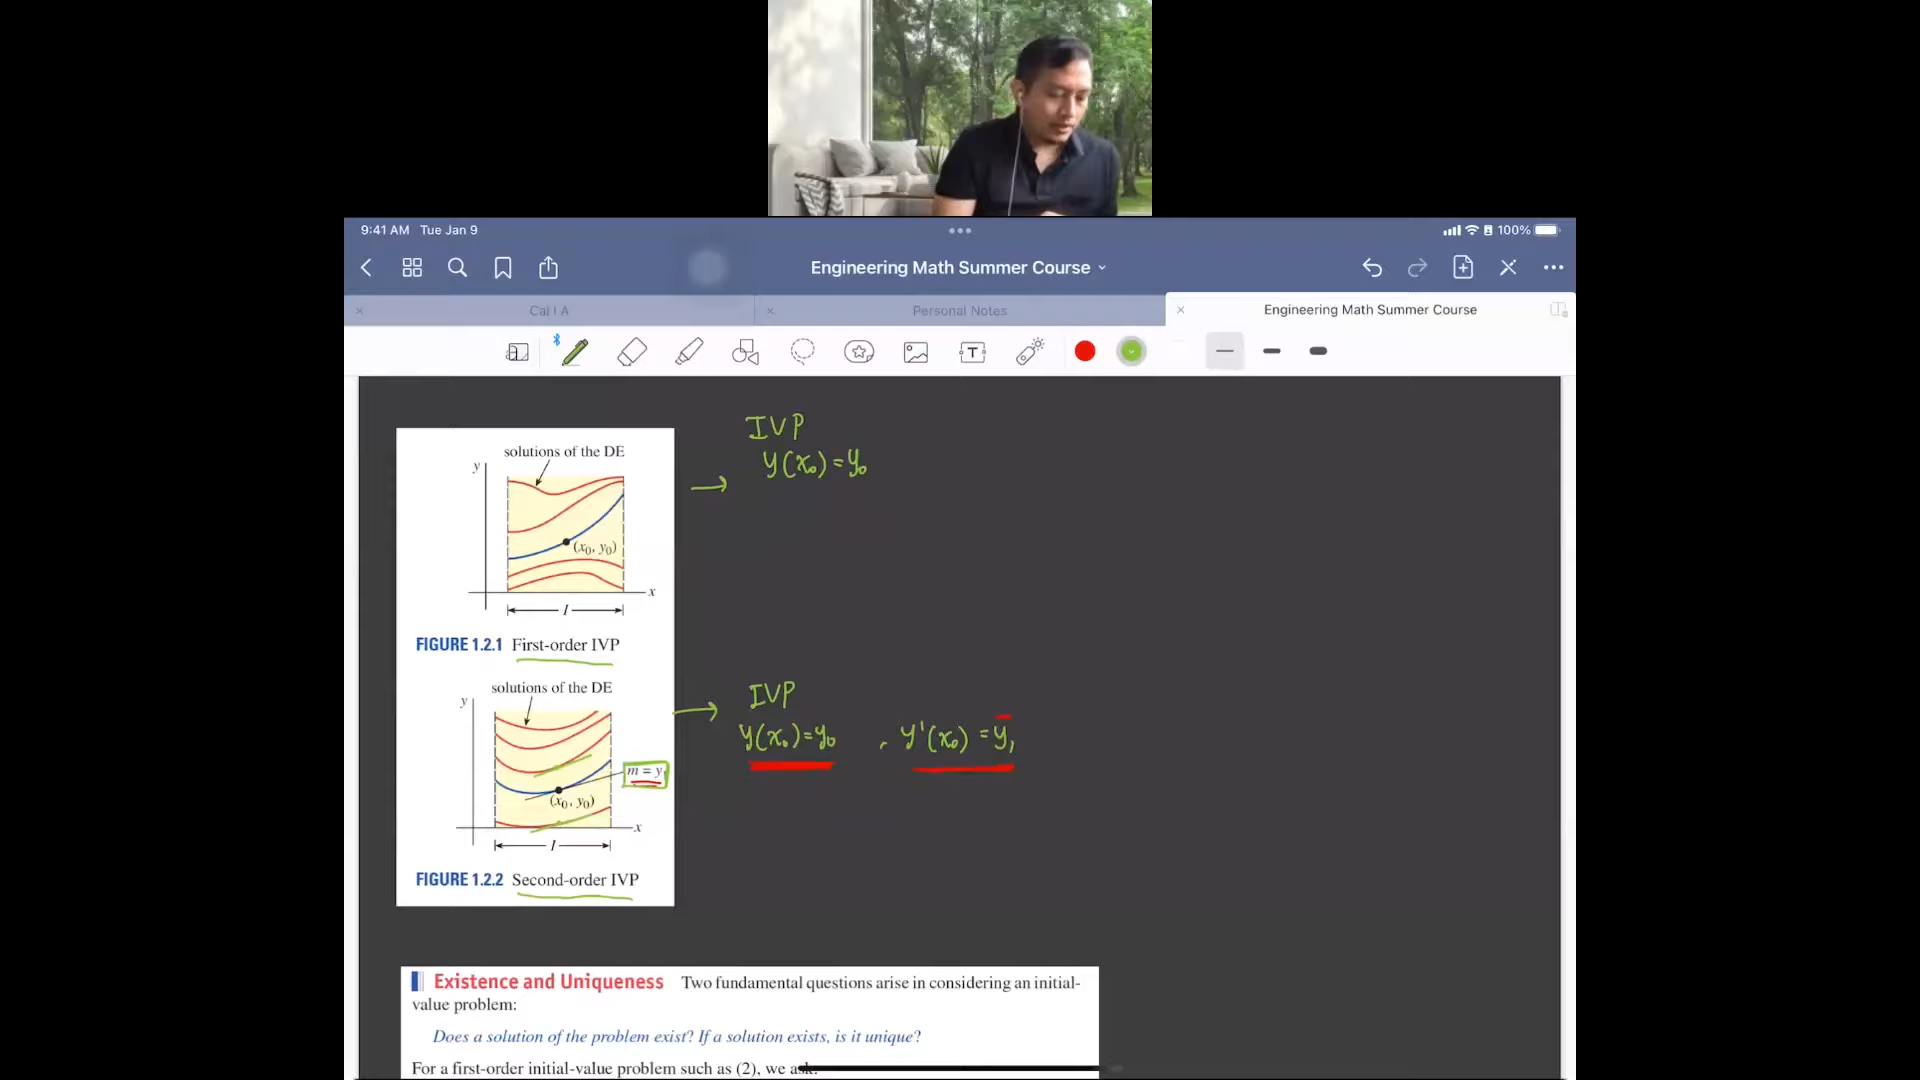 9:41 AM Tue Jan 9
100%
Engineering Math Summer Course
Cal I A
Personal Notes
Engineering Math Summer Course
IVP
y(x₀)=y₀
solutions of the DE
y
(x₀, y₀)
x
I
FIGURE 1.2.1 First-order IVP
solutions of the DE
y
m = y
(x₀, y₀)
x
I
FIGURE 1.2.2 Second-order IVP
IVP
y(x₀)=y₀ , y'(x₀) = y₁
Existence and Uniqueness Two fundamental questions arise in considering an initial-
value problem:
Does a solution of the problem exist? If a solution exists, is it unique?
For a first-order initial-value problem such as (2), we ask: